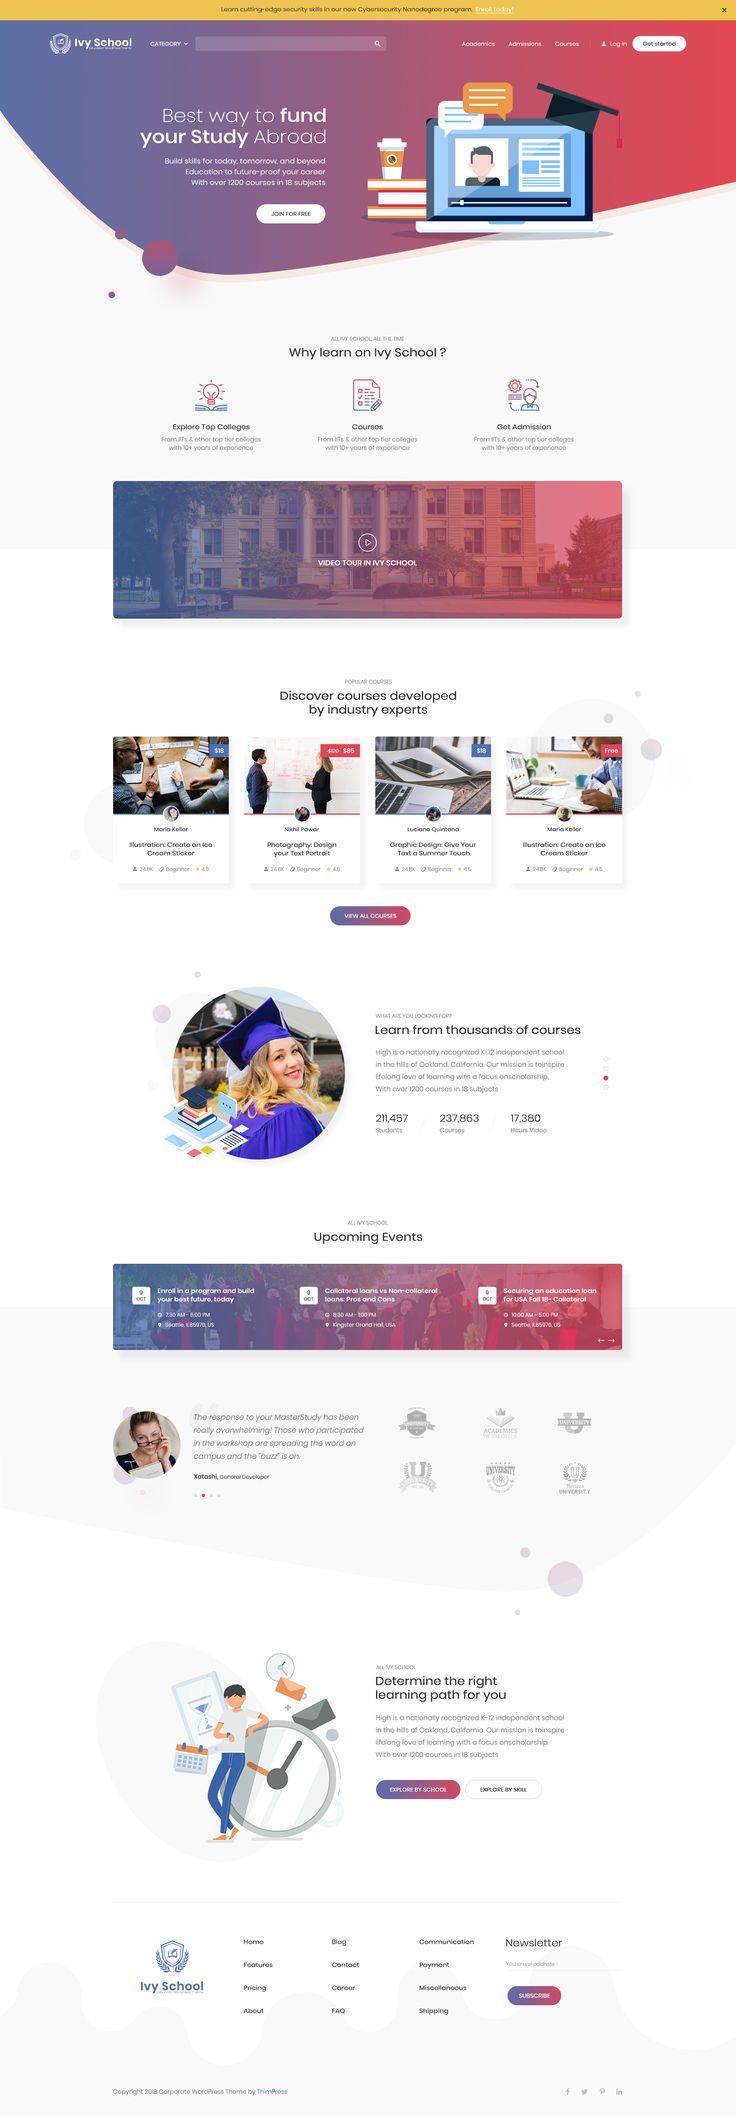 Learn cutting-edge security skills in our new Cybersecurity Nanodegree program. Enroll today!
Ivy School
CATEGORY
Academics
Admissions
Courses
Log in
Get started
Best way to fund
your Study Abroad
Build skills for today, tomorrow, and beyond
Education to future-proof your career
With over 1200 courses in 18 subjects
JOIN FOR FREE
ALL IVY SCHOOL, ALL THE TIME
Why learn on Ivy School ?
Explore Top Colleges
From IITs & other top tier colleges
with 10+ years of experience
Courses
From IITs & other top tier colleges
with 10+ years of experience
Get Admission
From IITs & other top tier colleges
with 10+ years of experience
VIDEO TOUR IN IVY SCHOOL
POPULAR COURSES
Discover courses developed
by industry experts
$18
Maria Keller
Illustration: Create an Ice
Cream Sticker
24.8K Beginner 4.5
$120 $85
Nikhil Pawar
Photography: Design
your Text Portrait
24.8K Beginner 4.5
$18
Luciano Quintana
Graphic Design: Give Your
Text a Summer Touch
24.8K Beginner 4.5
Free
Maria Keller
Illustration: Create an Ice
Cream Sticker
24.8K Beginner 4.5
VIEW ALL COURSES
WHAT ARE YOU LOOKING FOR?
Learn from thousands of courses
High is a nationally recognized K-12 independent school
in the hills of Oakland, California. Our mission is toinspire
lifelong love of learning with a focus onscholarship.
With over 1200 courses in 18 subjects
211,457
Students
237,863
Courses
17,380
Hours Video
ALL IVY SCHOOL
Upcoming Events
9
OCT
Enroll in a program and build
your best future, today
7:30 AM - 6:00 PM
Seattle, IL85976, US
9
OCT
Collateral loans vs Non-collateral
loans: Pros and Cons
8:30 AM - 1:00 PM
Kingster Grand Hall, USA
9
OCT
Securing an education loan
for USA Fall 18- Collateral
10:00 AM - 5:00 PM
Seattle, IL85976, US
The response to your MasterStudy has been
really overwhelming! Those who participated
in the workshop are spreading the word on
campus and the "buzz" is on.
Xatashi, General Developer
UNIVERSITY
ACADEMICS
UNIVERSITY
UNIVERSITY
UNIVERSITY
ALL IVY SCHOOL
Determine the right
learning path for you
High is a nationally recognized K-12 independent school
in the hills of Oakland, California. Our mission is toinspire
lifelong love of learning with a focus onscholarship.
With over 1200 courses in 18 subjects
EXPLORE BY SCHOOL
EXPLORE BY SKILL
Ivy School
Home
Features
Pricing
About
Blog
Contact
Career
FAQ
Communication
Payment
Miscellaneous
Shipping
Newsletter
You email address
SUBSCRIBE
Copyright 2018 Corporate WordPress Theme by ThimPress